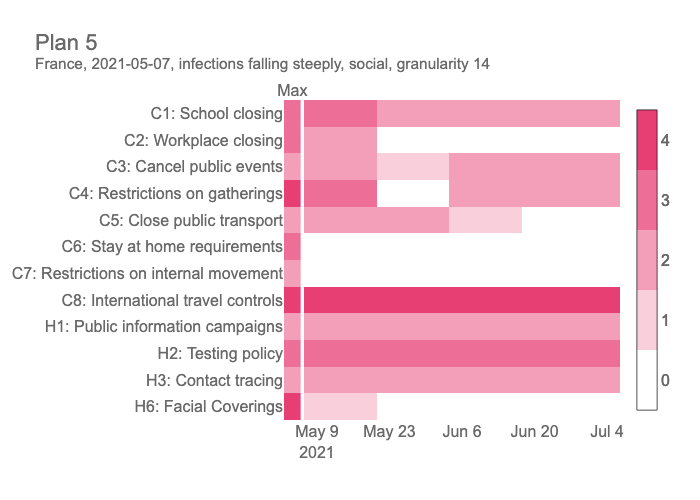 Plan 5
France, 2021-05-07, infections falling steeply, social, granularity 14
Max
C1: School closing
C2: Workplace closing
C3: Cancel public events
C4: Restrictions on gatherings
C5: Close public transport
C6: Stay at home requirements
C7: Restrictions on internal movement
C8: International travel controls
H1: Public information campaigns
H2: Testing policy
H3: Contact tracing
H6: Facial Coverings
May 9 May 23 Jun 6 Jun 20 Jul 4
2021
4
3
2
1
0